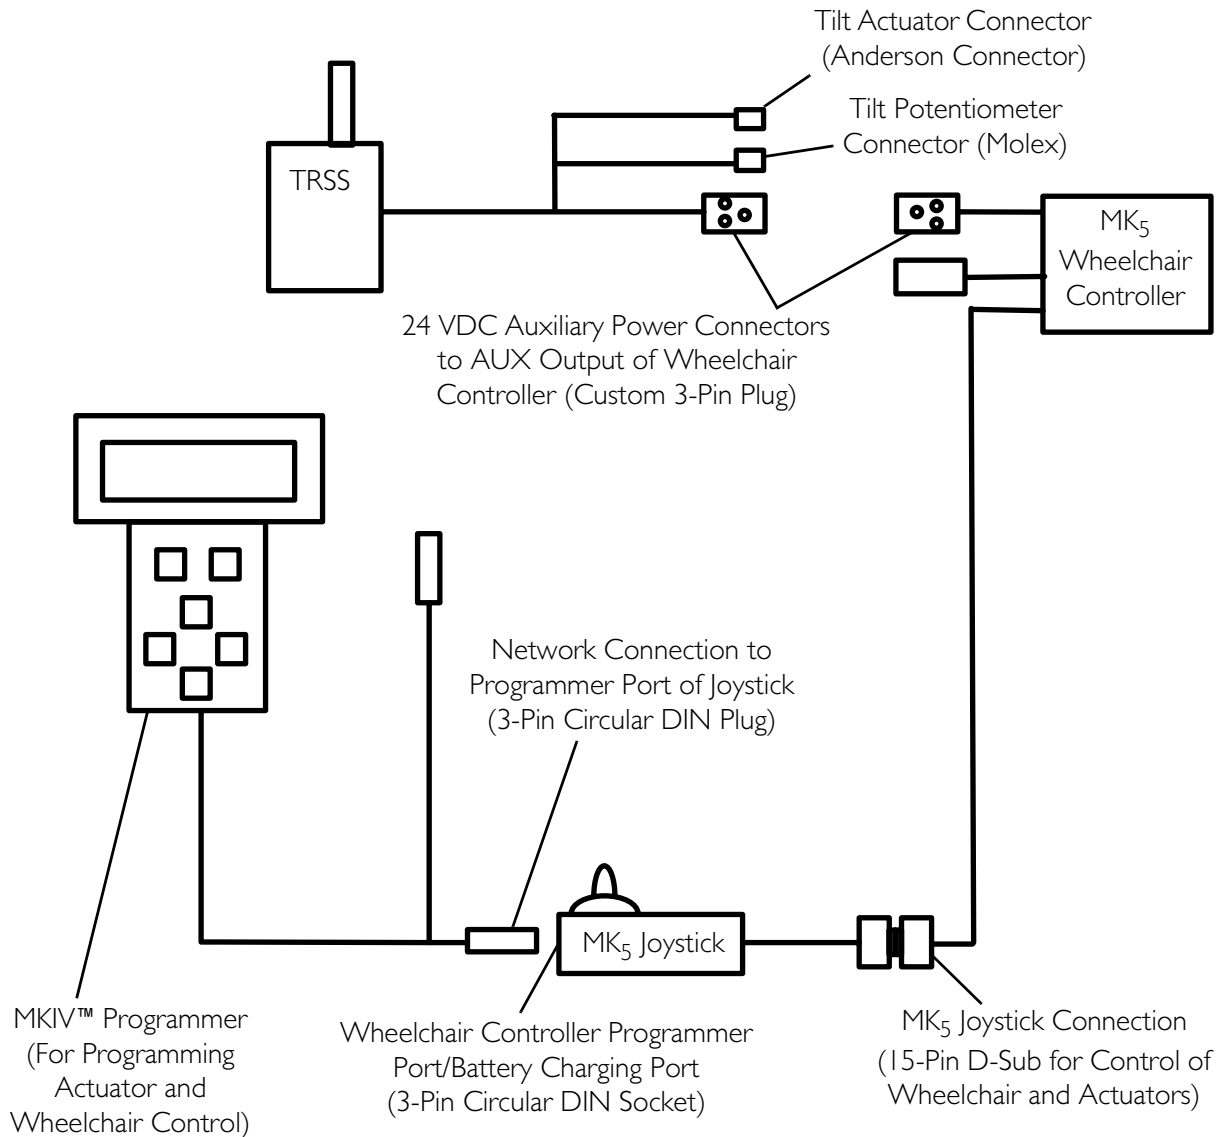 Tilt Actuator Connector
(Anderson Connector)
Tilt Potentiometer
Connector (Molex)
TRSS
MK5
Wheelchair
Controller
24 VDC Auxiliary Power Connectors
to AUX Output of Wheelchair
Controller (Custom 3-Pin Plug)
Network Connection to
Programmer Port of Joystick
(3-Pin Circular DIN Plug)
MK5 Joystick
MKIV™ Programmer
(For Programming
Actuator and
Wheelchair Control)
Wheelchair Controller Programmer
Port/Battery Charging Port
(3-Pin Circular DIN Socket)
MK5 Joystick Connection
(15-Pin D-Sub for Control of
Wheelchair and Actuators)